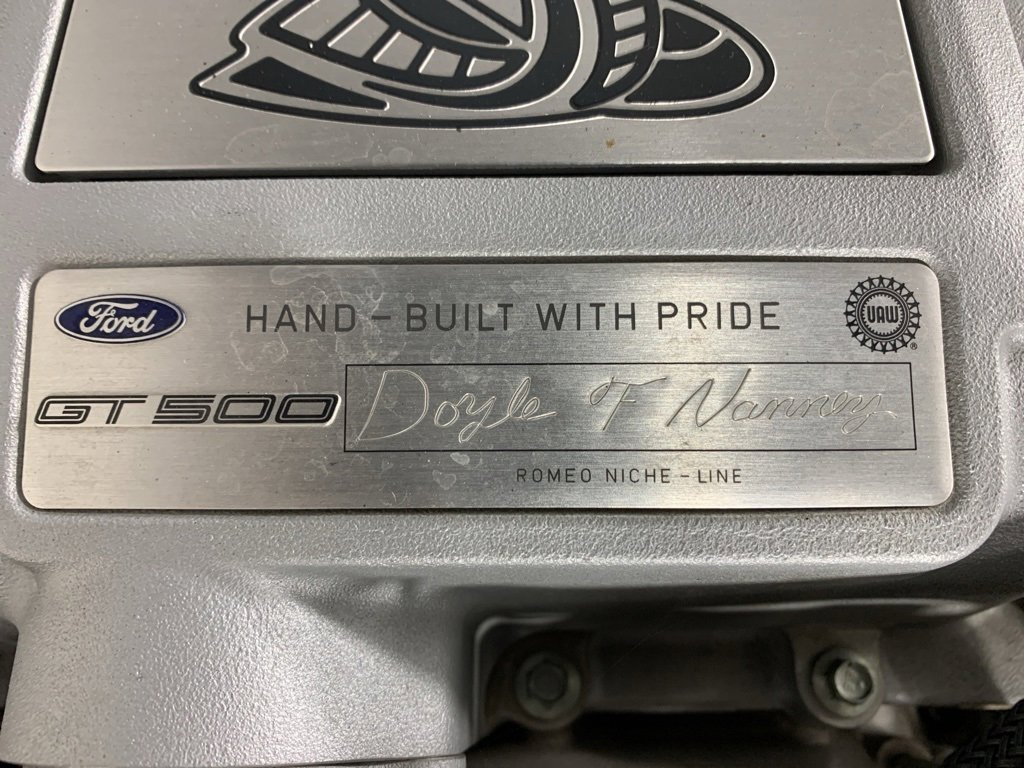 Ford
HAND-BUILT WITH PRIDE
UAW
®
GT500
Doyle F Nanney
ROMEO NICHE-LINE